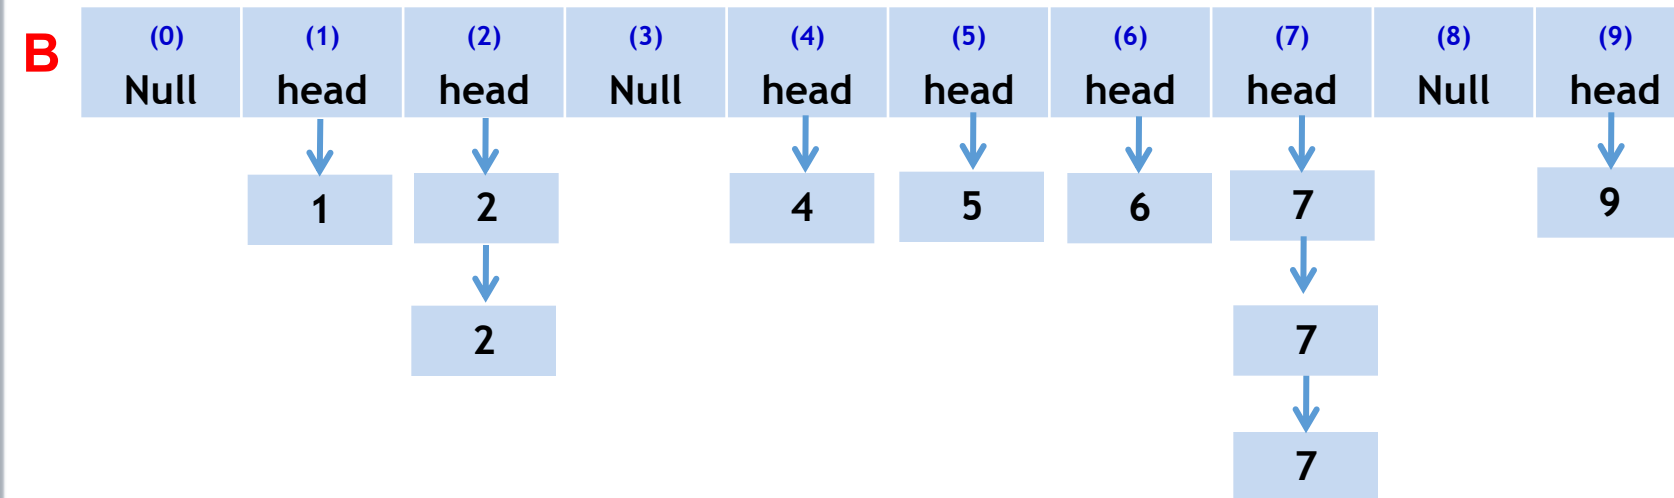 B
(0) (1) (2) (3) (4) (5) (6) (7) (8) (9)
Null head head Null head head head head Null head
1 2 4 5 6 7 9
2 7
7